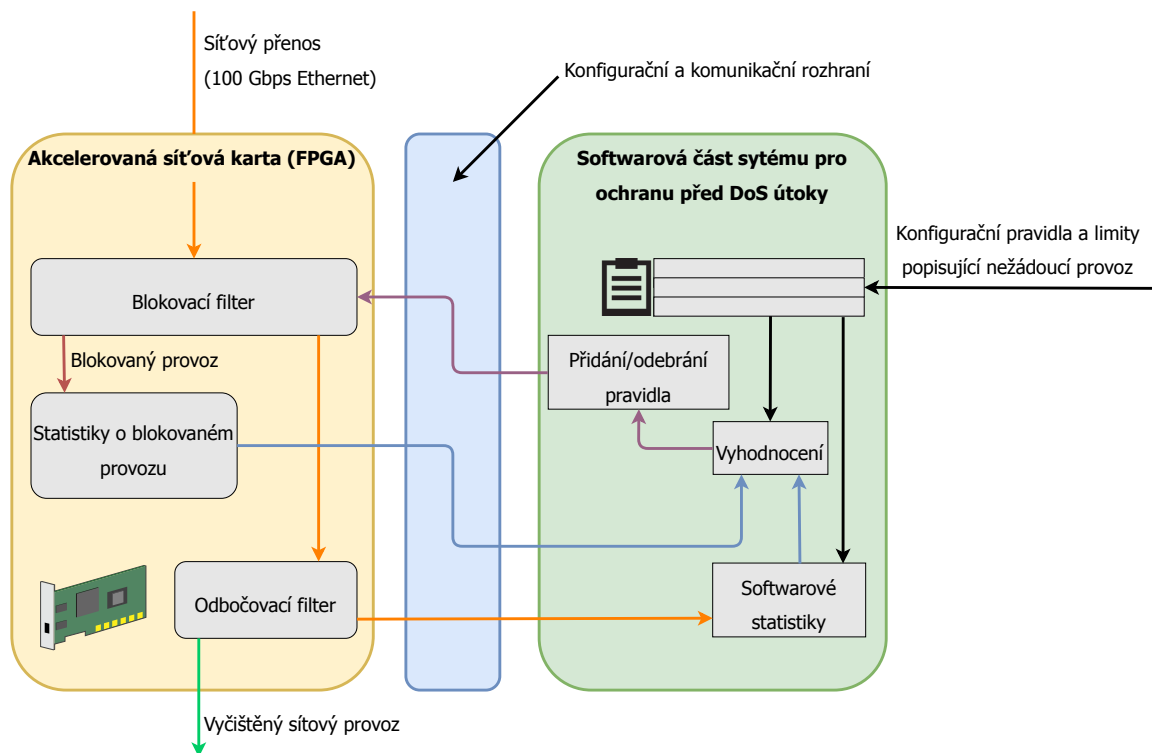 Síťový přenos
(100 Gbps Ethernet)
Konfigurační a komunikační rozhraní
Akcelerovaná síťová karta (FPGA)
Softwarová část sytému pro
ochranu před DoS útoky
Konfigurační pravidla a limity
popisující nežádoucí provoz
Blokovací filter
Blokovaný provoz
Přidání/odebrání
pravidla
Statistiky o blokovaném
provozu
Vyhodnocení
Odbočovací filter
Softwarové
statistiky
Vyčištěný sítový provoz